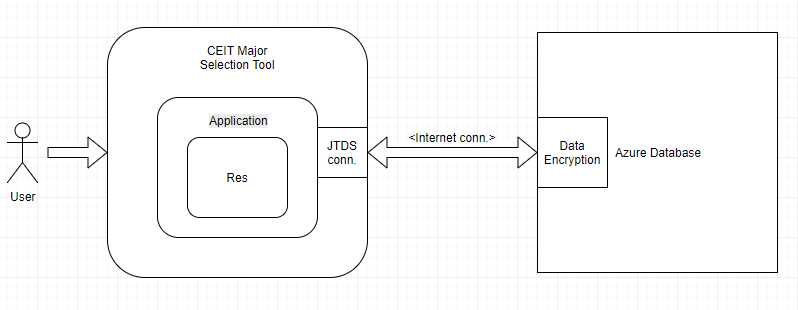 CEIT Major
Selection Tool
Application
Res
JTDS
conn.
<Internet conn.>
Data
Encryption
Azure Database
User